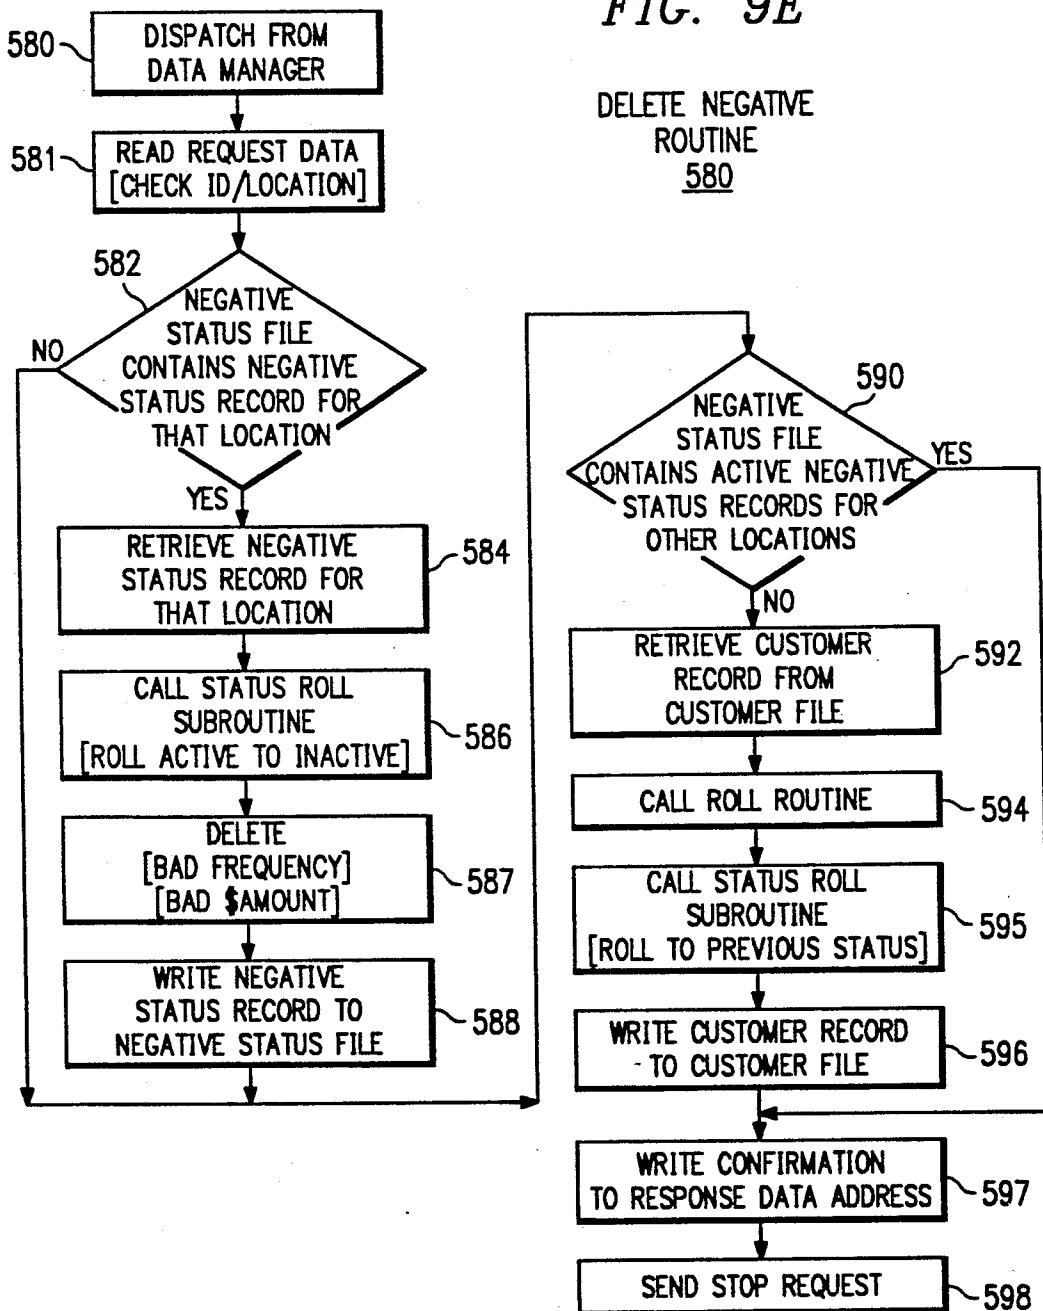 FIG. 9E
DELETE NEGATIVE
ROUTINE
580
580
DISPATCH FROM
DATA MANAGER
581
READ REQUEST DATA
[CHECK ID/LOCATION]
582
NEGATIVE
STATUS FILE
CONTAINS NEGATIVE
STATUS RECORD FOR
THAT LOCATION
NO
YES
RETRIEVE NEGATIVE
STATUS RECORD FOR
THAT LOCATION
584
CALL STATUS ROLL
SUBROUTINE
[ROLL ACTIVE TO INACTIVE]
586
DELETE
[BAD FREQUENCY]
[BAD $AMOUNT]
587
WRITE NEGATIVE
STATUS RECORD TO
NEGATIVE STATUS FILE
588
590
NEGATIVE
STATUS FILE
CONTAINS ACTIVE NEGATIVE
STATUS RECORDS FOR
OTHER LOCATIONS
YES
NO
RETRIEVE CUSTOMER
RECORD FROM
CUSTOMER FILE
592
CALL ROLL ROUTINE
594
CALL STATUS ROLL
SUBROUTINE
[ROLL TO PREVIOUS STATUS]
595
WRITE CUSTOMER RECORD
TO CUSTOMER FILE
596
WRITE CONFIRMATION
TO RESPONSE DATA ADDRESS
597
SEND STOP REQUEST
598